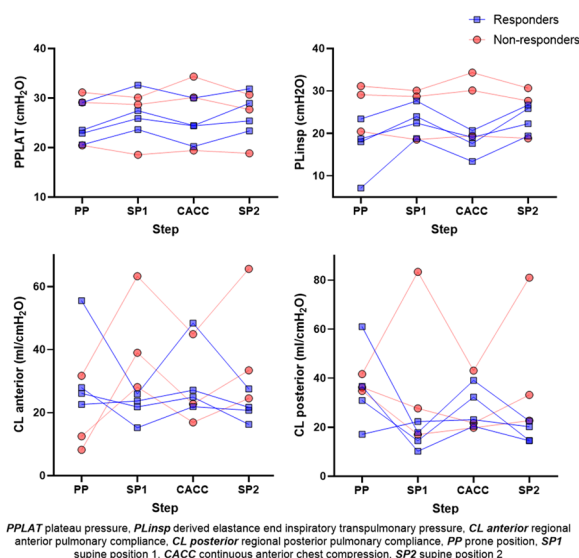 Responders
Non-responders
PPLAT (cmH₂O)
40
30
20
10
PP
SP1
CACC
SP2
Step
PLinsp (cmH2O)
40
30
20
10
PP
SP1
CACC
SP2
Step
CL anterior (ml/cmH₂O)
60
40
20
0
PP
SP1
CACC
SP2
Step
CL posterior (ml/cmH₂O)
80
60
40
20
0
PP
SP1
CACC
SP2
Step
PPLAT plateau pressure, PLinsp derived elastance end inspiratory transpulmonary pressure, CL anterior regional
anterior pulmonary compliance, CL posterior regional posterior pulmonary compliance, PP prone position, SP1
supine position 1, CACC continuous anterior chest compression, SP2 supine position 2